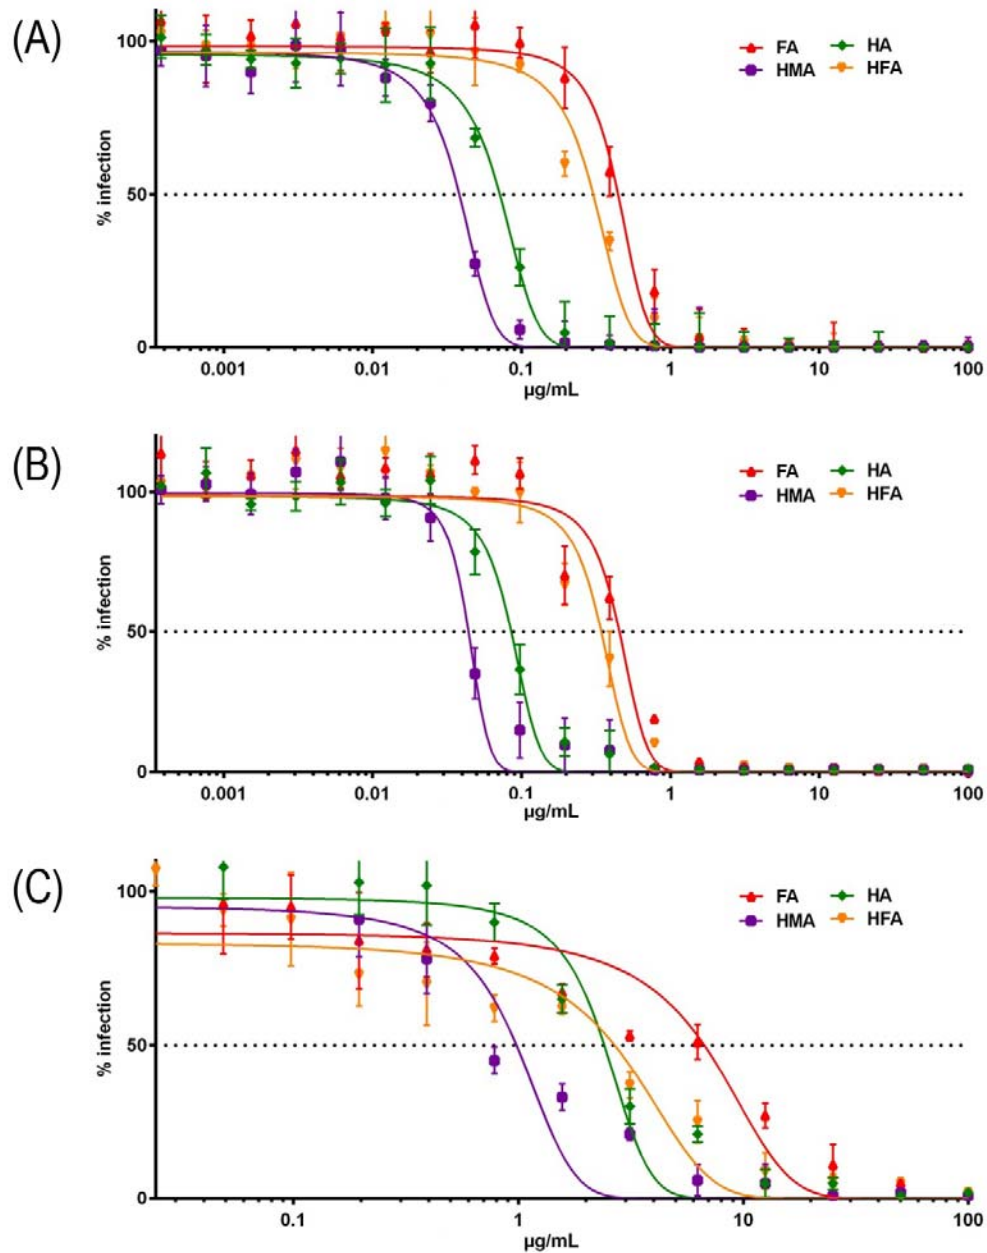 (A)
% infection
100
50
0
FA HA
HMA HFA
0.001 0.01 0.1 1 10 100
µg/mL
(B)
% infection
100
50
0
FA HA
HMA HFA
0.001 0.01 0.1 1 10 100
µg/mL
(C)
% infection
100
50
0
FA HA
HMA HFA
0.1 1 10 100
µg/mL